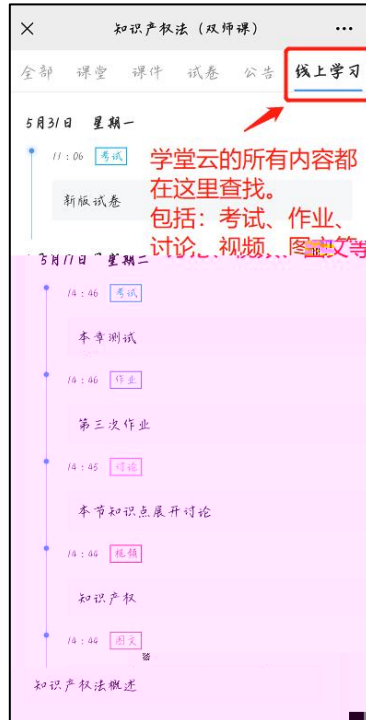 知识产权法（双师课）
全部 课堂 课件 试卷 公告 线上学习
5月31日 星期一
11:06 考试
学堂云的所有内容都
在这里查找。
新版试卷
包括：考试、作业、
讨论、视频、图文等
5月17日 星期二
14:46 考试
本章测试
14:46 作业
第三次作业
14:45 讨论
本节知识点展开讨论
14:44 视频
知识产权
14:44 图文
知识产权法概述